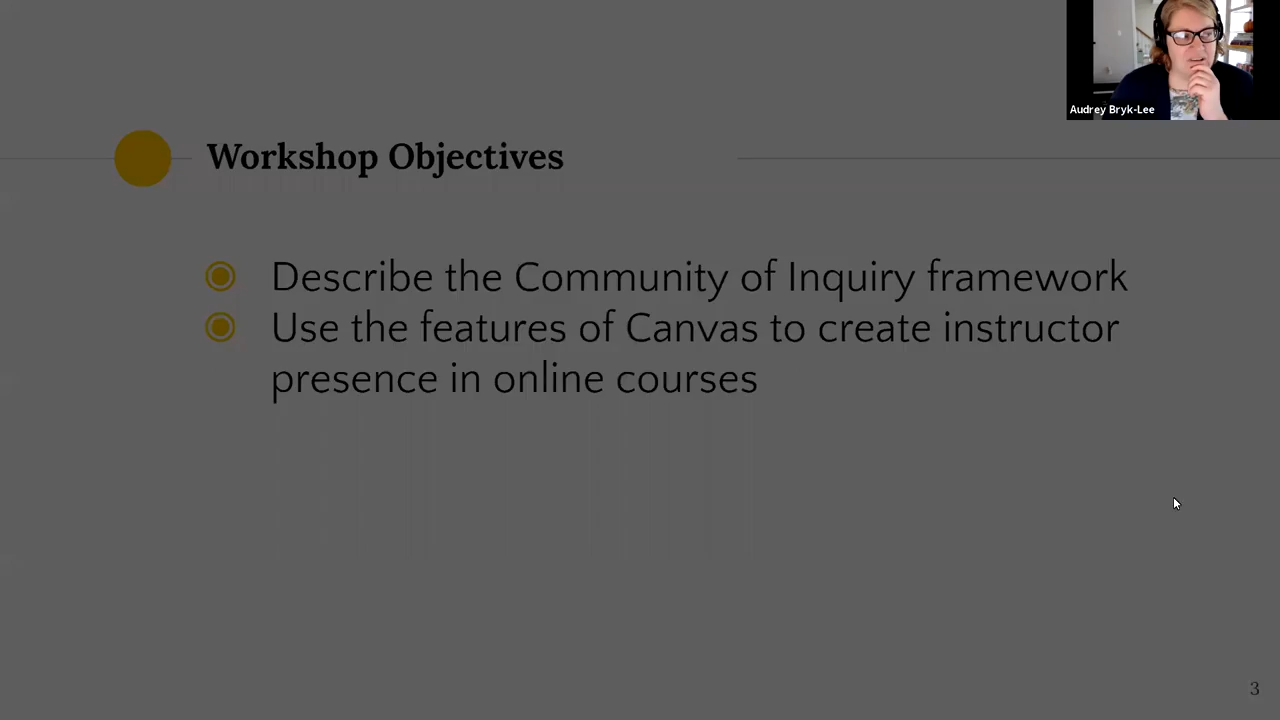 Audrey Bryk-Lee
Workshop Objectives
Describe the Community of Inquiry framework
Use the features of Canvas to create instructor
presence in online courses
3